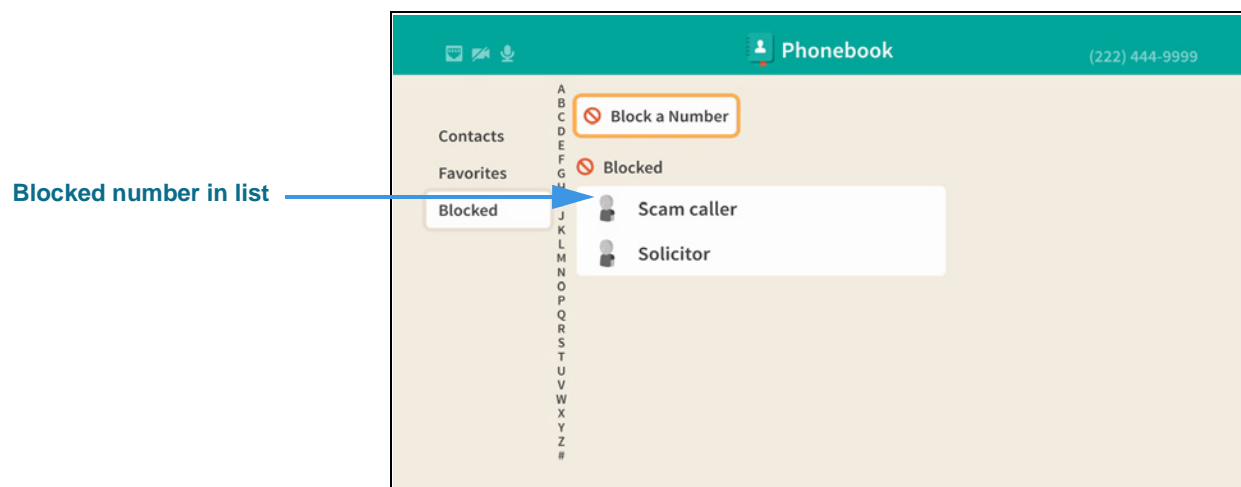 Phonebook
(222) 444-9999
Contacts
Favorites
Blocked
A
B
C
D
E
F
G
H
J
K
L
M
N
O
P
Q
R
S
T
U
V
W
X
Y
Z
#
Block a Number
Blocked
Scam caller
Solicitor
Blocked number in list